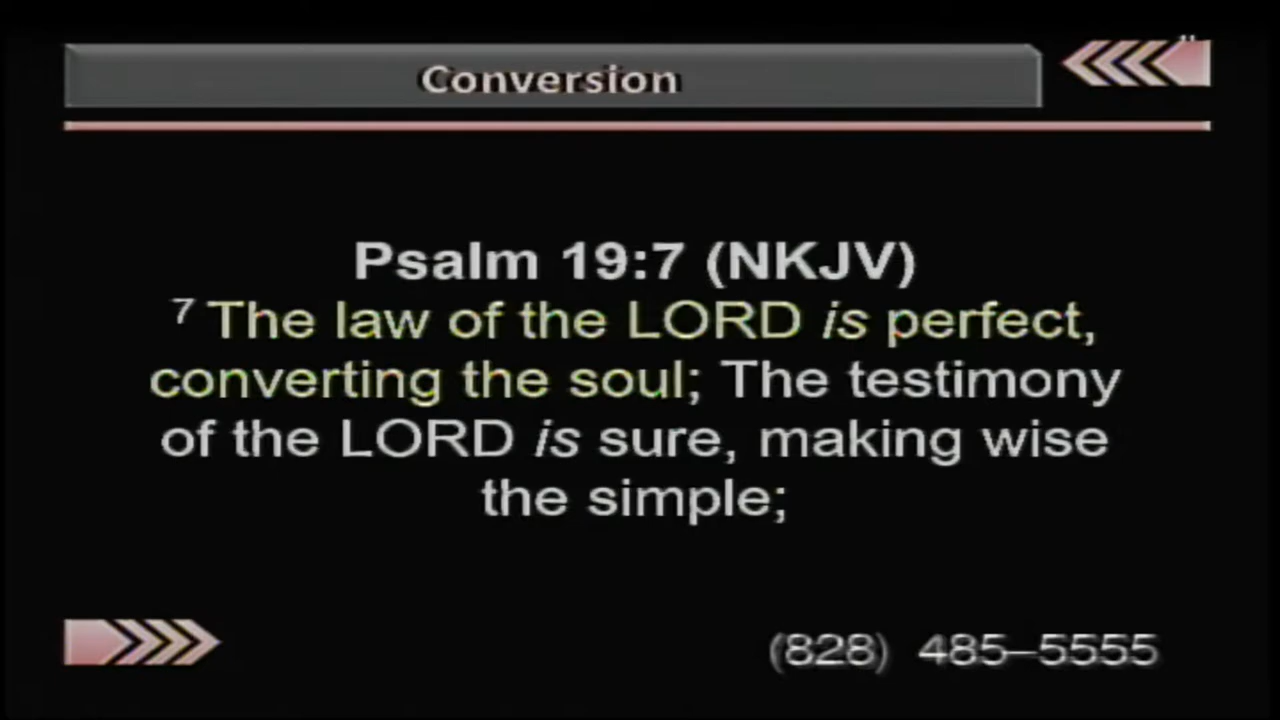 Conversion
Psalm 19:7 (NKJV)
7 The law of the LORD is perfect,
converting the soul; The testimony
of the LORD is sure, making wise
the simple;
(828) 485–5555